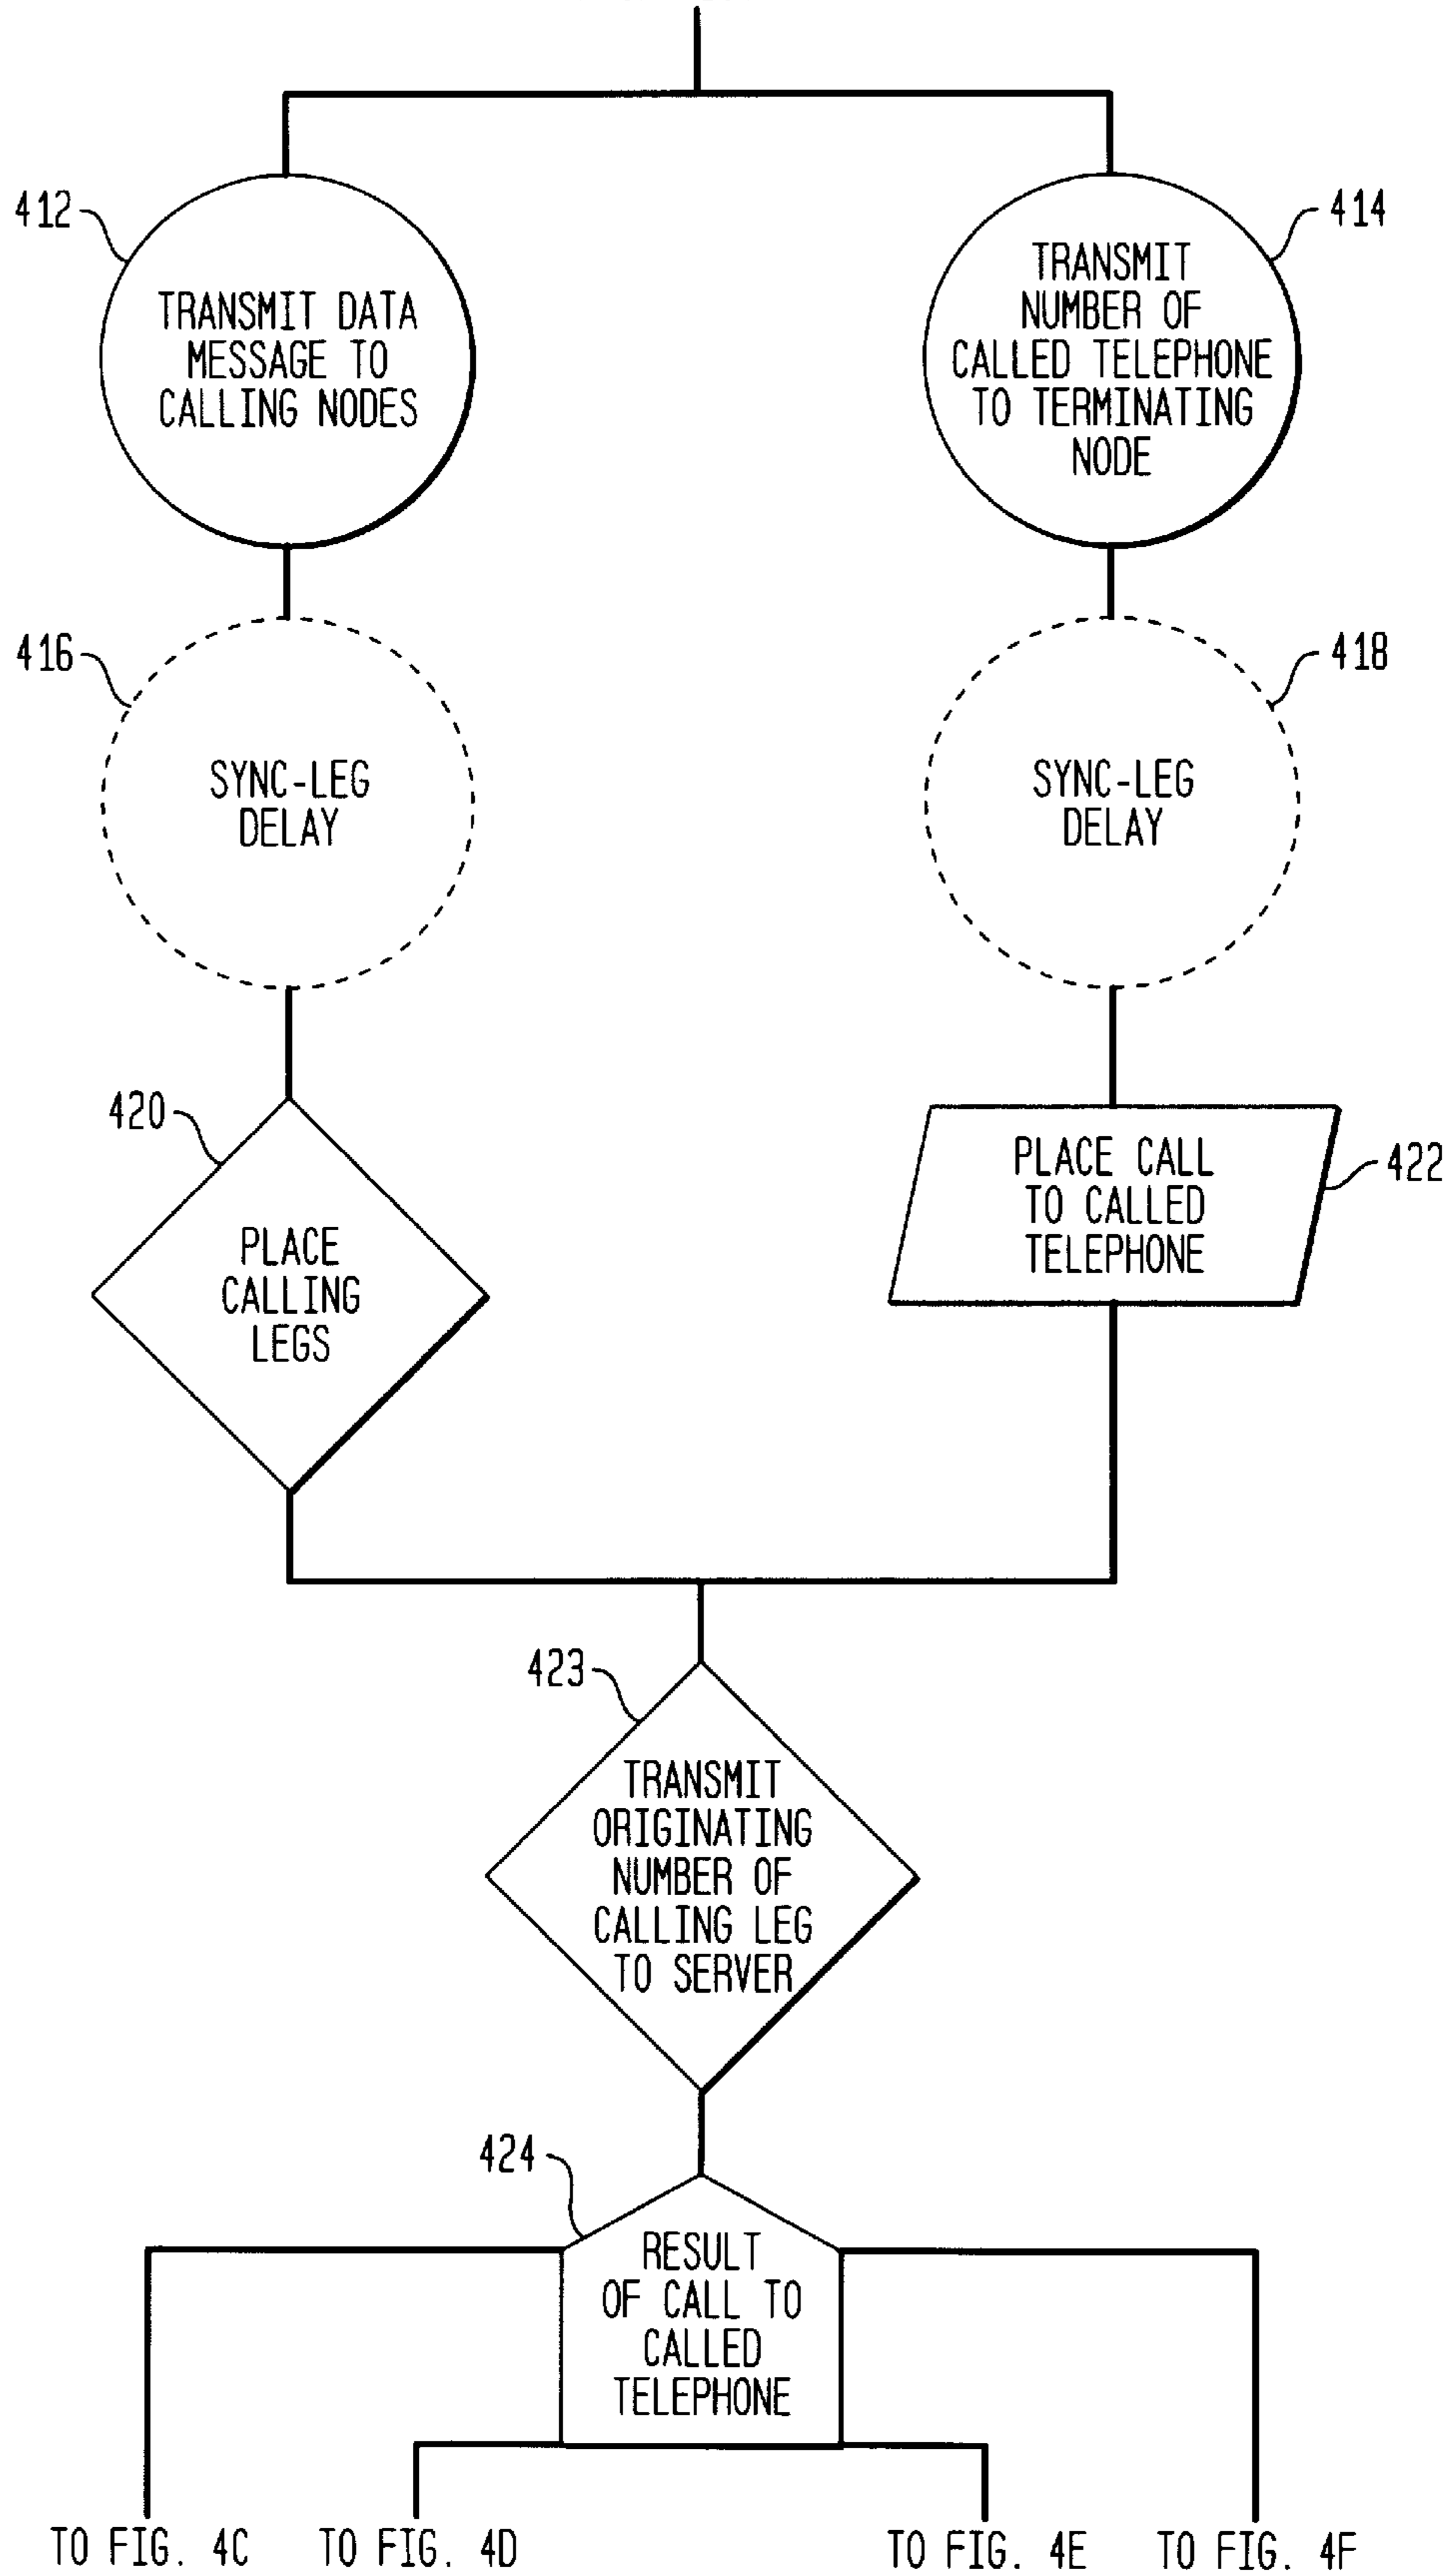 412
TRANSMIT DATA
MESSAGE TO
CALLING NODES
414
TRANSMIT
NUMBER OF
CALLED TELEPHONE
TO TERMINATING
NODE
416
SYNC-LEG
DELAY
418
SYNC-LEG
DELAY
420
PLACE
CALLING
LEGS
422
PLACE CALL
TO CALLED
TELEPHONE
423
TRANSMIT
ORIGINATING
NUMBER OF
CALLING LEG
TO SERVER
424
RESULT
OF CALL TO
CALLED
TELEPHONE
TO FIG. 4C
TO FIG. 4D
TO FIG. 4E
TO FIG. 4F